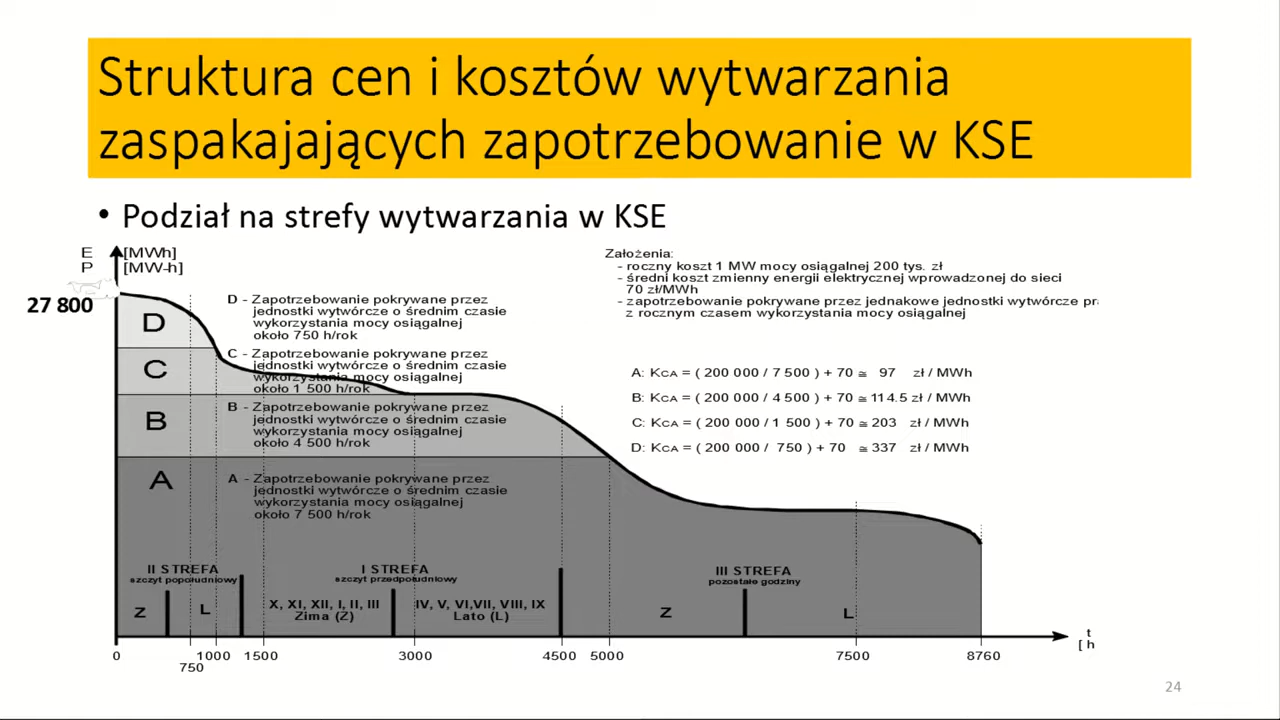 Struktura cen i kosztów wytwarzania
zaspakajających zapotrzebowanie w KSE
• Podział na strefy wytwarzania w KSE
E [MWh]
P [MW-h]
27 800
Założenia:
- roczny koszt 1 MW mocy osiągalnej 200 tys. zł
- średni koszt zmienny energii elektrycznej wprowadzonej do sieci
70 zł/MWh
- zapotrzebowanie pokrywane przez jednakowe jednostki wytwórcze
z rocznym czasem wykorzystania mocy osiągalnej
D
D - Zapotrzebowanie pokrywane przez
jednostki wytwórcze o średnim czasie
wykorzystania mocy osiągalnej
około 750 h/rok
C
C - Zapotrzebowanie pokrywane przez
jednostki wytwórcze o średnim czasie
wykorzystania mocy osiągalnej
około 1 500 h/rok
B
B - Zapotrzebowanie pokrywane przez
jednostki wytwórcze o średnim czasie
wykorzystania mocy osiągalnej
około 4 500 h/rok
A
A - Zapotrzebowanie pokrywane przez
jednostki wytwórcze o średnim czasie
wykorzystania mocy osiągalnej
około 7 500 h/rok
A: KCA = ( 200 000 / 7 500 ) + 70 ≅ 97 zł / MWh
B: KCA = ( 200 000 / 4 500 ) + 70 ≅ 114.5 zł / MWh
C: KCA = ( 200 000 / 1 500 ) + 70 ≅ 203 zł / MWh
D: KCA = ( 200 000 / 750 ) + 70 ≅ 337 zł / MWh
II STREFA
szczyt popołudniowy
I STREFA
szczyt przedpołudniowy
III STREFA
pozostałe godziny
Z L
X, XI, XII, I, II, III
Zima (Z)
IV, V, VI,VII, VIII, IX
Lato (L)
Z L
t
[ h
0 750 1000 1500 3000 4500 5000 7500 8760
24